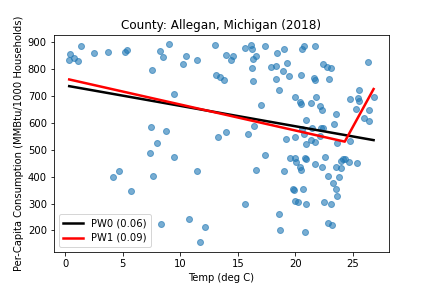 County: Allegan, Michigan (2018)
Per-Capita Consumption (MMBtu/1000 Households)
900
800
700
600
500
400
300
200
PW0 (0.06)
PW1 (0.09)
0
5
10
15
20
25
Temp (deg C)